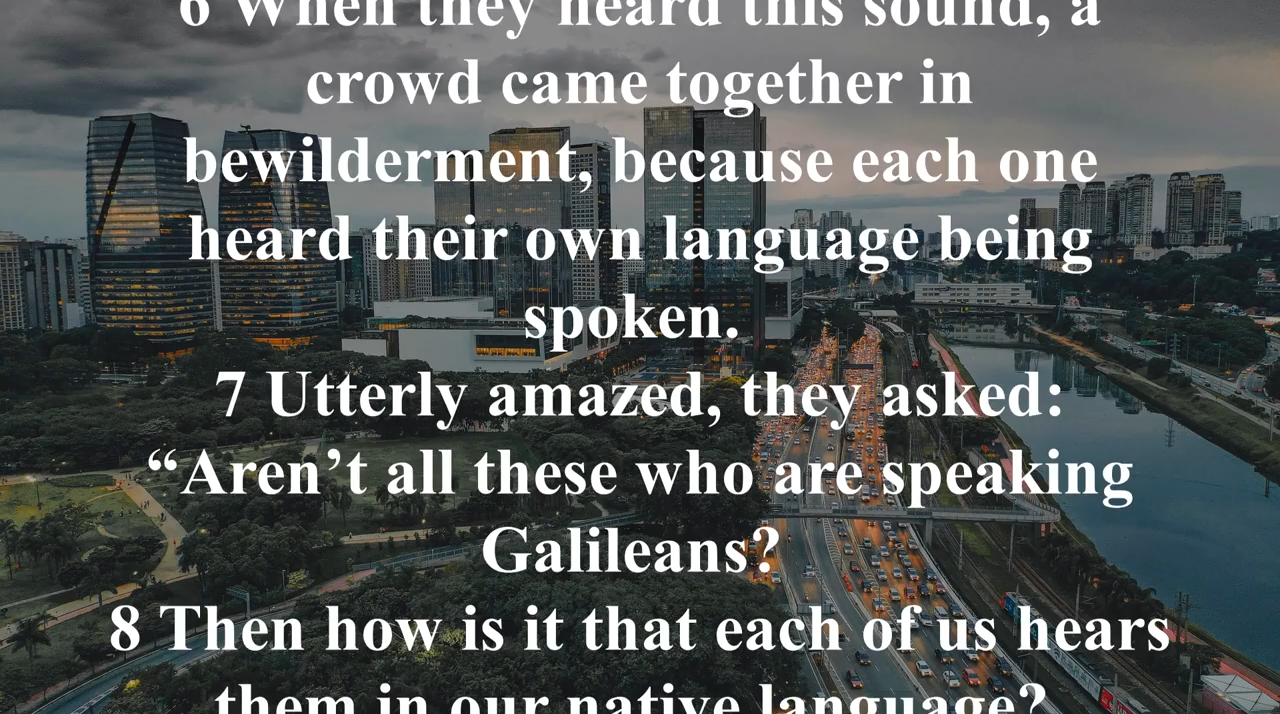 6 When they heard this sound, a
crowd came together in
bewilderment, because each one
heard their own language being
spoken.
7 Utterly amazed, they asked:
“Aren’t all these who are speaking
Galileans?
8 Then how is it that each of us hears
them in our native language?